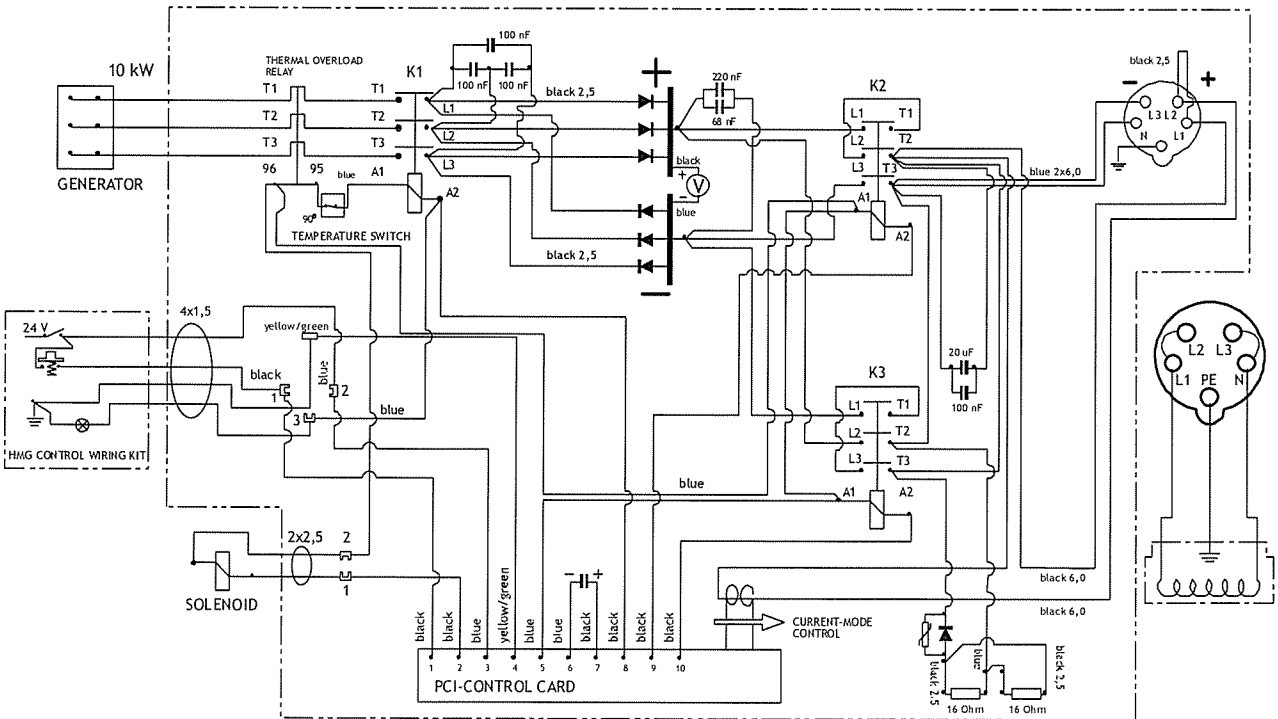 10 kW
THERMAL OVERLOAD
RELAY
K1
100 nF
100 nF 100 nF
T1 T1
T2 T2
T3 T3
L1
L2
L3
black 2,5
GENERATOR
96 95
blue
A1
A2
90°
TEMPERATURE SWITCH
black 2,5
+
220 nF
68 nF
black
+
V
-
blue
—
K2
L1 T1
L2 T2
L3 T3
A1
A2
blue 2x6,0
black 2,5
- +
L3 L2
N L1
4x1,5
24 V
yellow/green
black
1
blue
2
3
blue
HMG CONTROL WIRING KIT
20 uF
100 nF
K3
L1 T1
L2 T2
L3 T3
A1 A2
blue
L2 L3
L1 PE N
2x2,5
2
1
SOLENOID
- +
black
black
blue
yellow/green
blue
blue
black
black
black
black
1 2 3 4 5 6 7 8 9 10
PCI-CONTROL CARD
CURRENT-MODE
CONTROL
black 6,0
black 6,0
black 2,5
blue
black 2,5
16 Ohm 16 Ohm